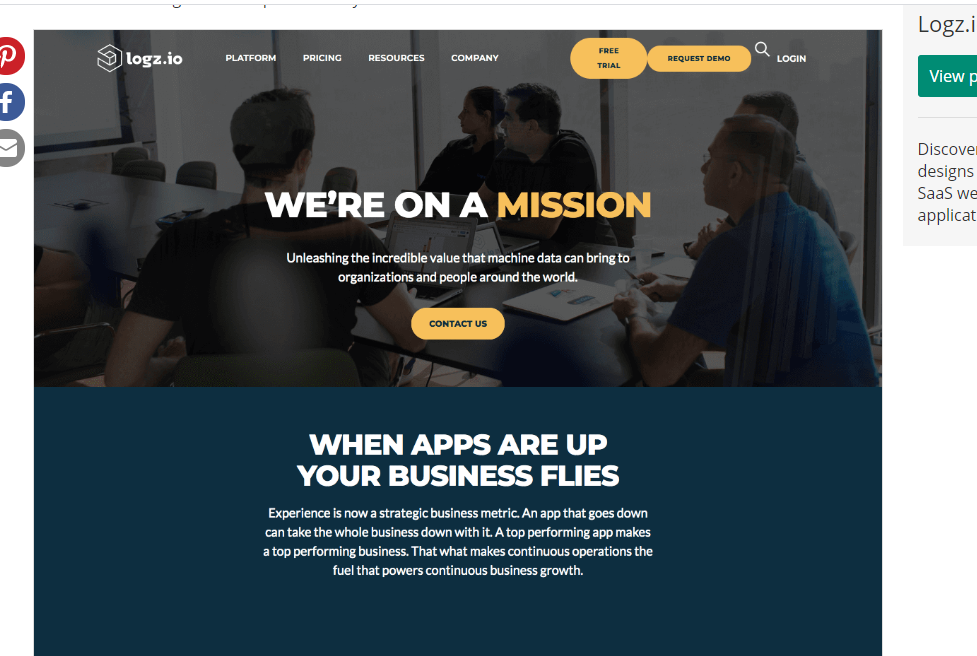 Logz.i
logz.io
PLATFORM
PRICING
RESOURCES
COMPANY
FREE
TRIAL
REQUEST DEMO
LOGIN
View p
WE'RE ON A MISSION
Unleashing the incredible value that machine data can bring to
organizations and people around the world.
CONTACT US
Discover
designs
SaaS we
applicat
WHEN APPS ARE UP
YOUR BUSINESS FLIES
Experience is now a strategic business metric. An app that goes down
can take the whole business down with it. A top performing app makes
a top performing business. That what makes continuous operations the
fuel that powers continuous business growth.